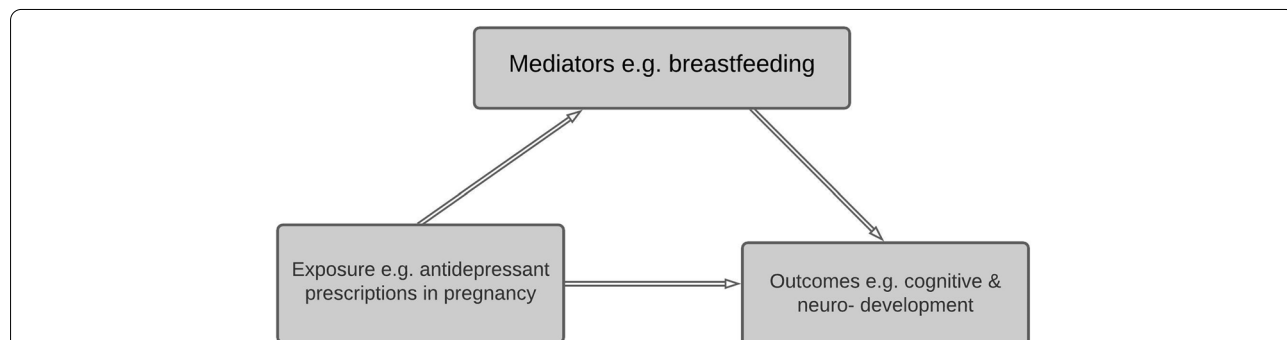 Mediators e.g. breastfeeding
Exposure e.g. antidepressant
prescriptions in pregnancy
Outcomes e.g. cognitive &
neuro- development